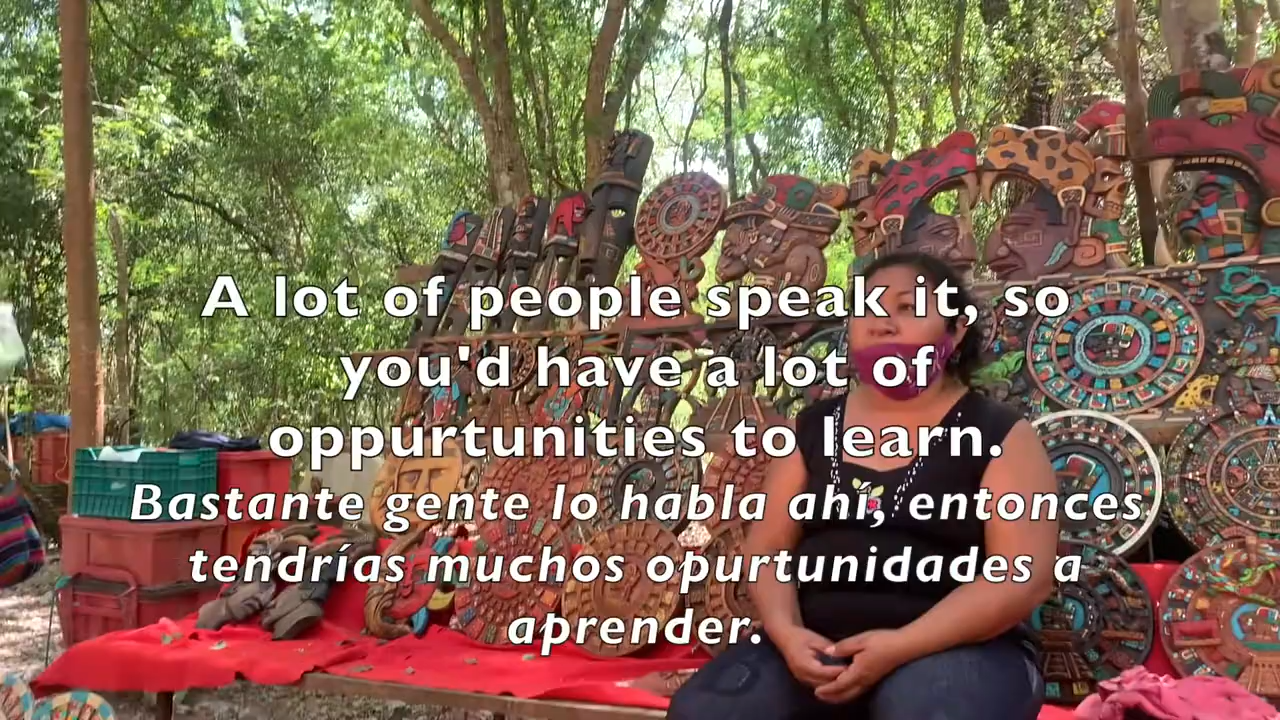 A lot of people speak it, so
you'd have a lot of
oppurtunities to learn.
Bastante gente lo habla ahí, entonces
tendrías muchos opurtunidades a
aprender.